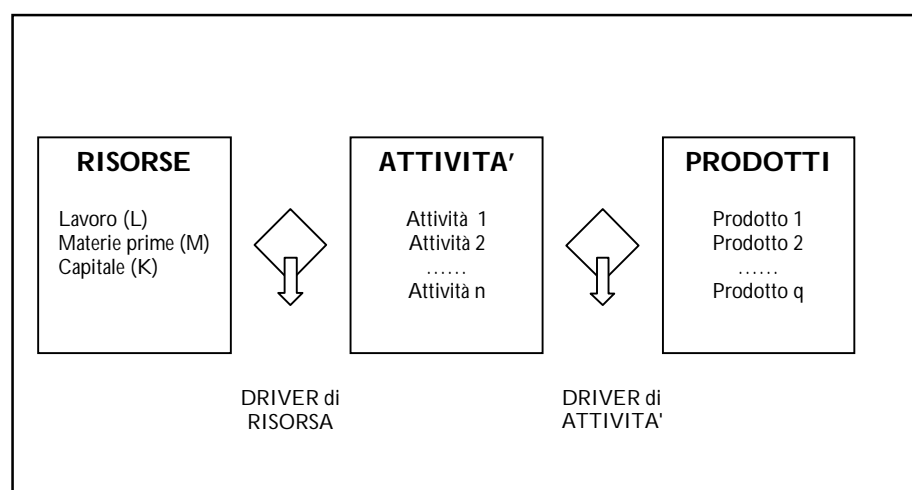 RISORSE
Lavoro (L)
Materie prime (M)
Capitale (K)
ATTIVITA’
Attività 1
Attività 2
……
Attività n
PRODOTTI
Prodotto 1
Prodotto 2
……
Prodotto q
DRIVER di
RISORSA
DRIVER di
ATTIVITA'